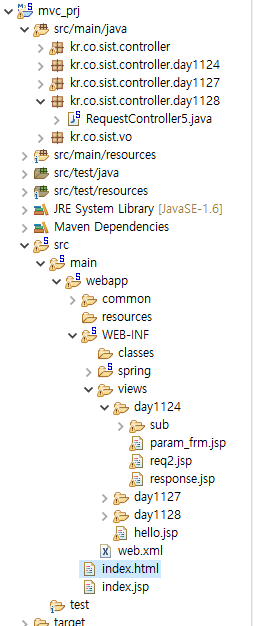 mvc_prj
src/main/java
kr.co.sist.controller
kr.co.sist.controller.day1124
kr.co.sist.controller.day1127
kr.co.sist.controller.day1128
RequestController5.java
kr.co.sist.vo
src/main/resources
src/test/java
src/test/resources
JRE System Library [JavaSE-1.6]
Maven Dependencies
src
main
webapp
common
resources
WEB-INF
classes
spring
views
day1124
sub
param_frm.jsp
req2.jsp
response.jsp
day1127
day1128
hello.jsp
web.xml
index.html
index.jsp
test
target